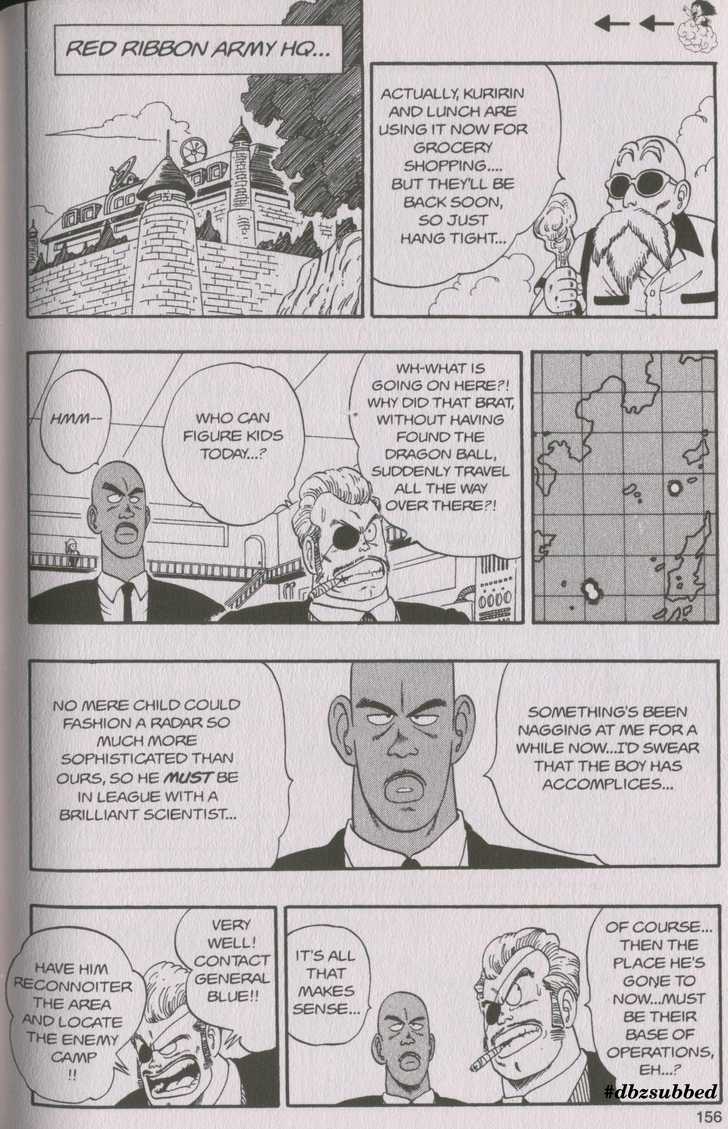 ACTUALLY, KURIRIN
AND LUNCH ARE
USING IT NOW FOR
GROCERY
SHOPPING....
BUT THEY'LL BE
BACK SOON,
SO JUST
HANG TIGHT...
RED RIBBON ARMY HQ...
WH-WHAT IS
GOING ON HERE?!
WHY DID THAT BRAT,
WITHOUT HAVING
FOUND THE
DRAGON BALL,
SUDDENLY TRAVEL
ALL THE WAY
OVER THERE?!
WHO CAN
FIGURE KIDS
TODAY...?
HMM--
SOMETHING'S BEEN
NAGGING AT ME FOR A
WHILE NOW...I'D SWEAR
THAT THE BOY HAS
ACCOMPLICES...
NO MERE CHILD COULD
FASHION A RADAR SO
MUCH MORE
SOPHISTICATED THAN
OURS, SO HE MUST BE
IN LEAGUE WITH A
BRILLIANT SCIENTIST...
OF COURSE...
THEN THE
PLACE HE'S
GONE TO
NOW...MUST
BE THEIR
BASE OF
OPERATIONS,
EH...?
IT'S ALL
THAT
MAKES
SENSE...
VERY
WELL!
CONTACT
GENERAL
BLUE!!
HAVE HIM
RECONNOITER
THE AREA
AND LOCATE
THE ENEMY
CAMP
!!
#dbzsubbed
156